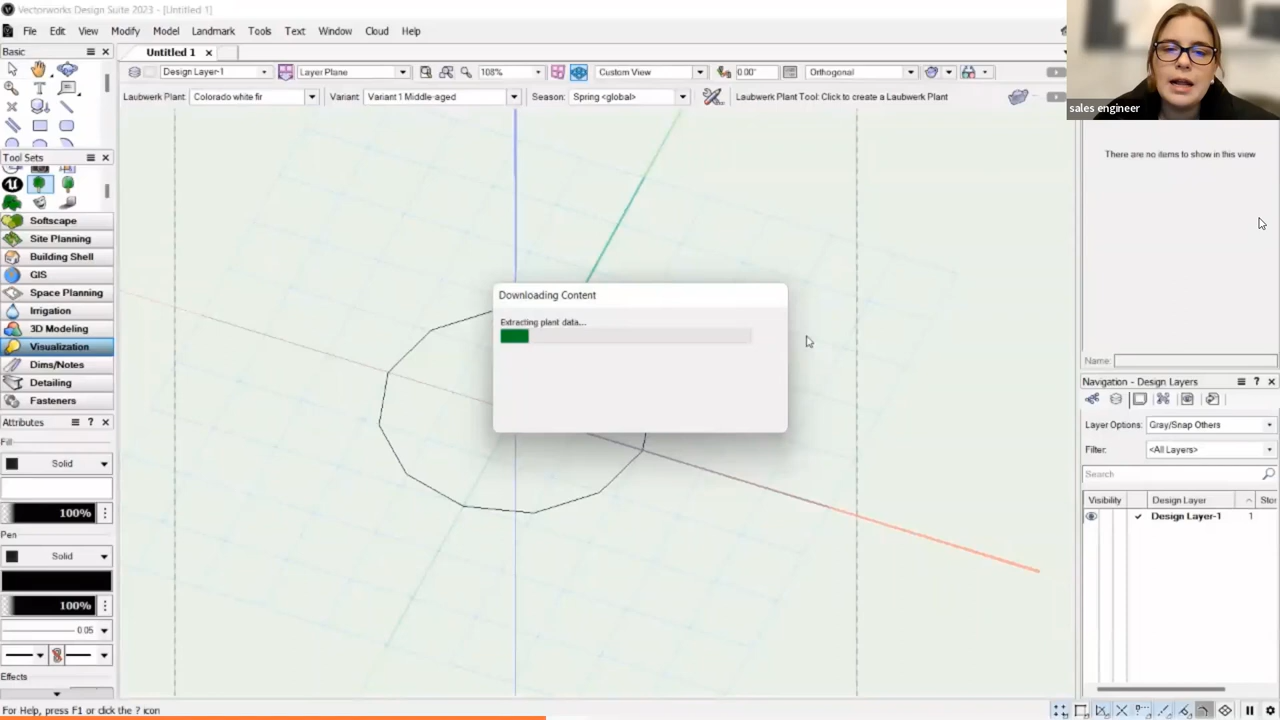 Vectorworks Design Suite 2023 - [Untitled 1]
File Edit View Modify Model Landmark Tools Text Window Cloud Help
sales engineer
Basic
Untitled 1
Design Layer-1
Layer Plane
108%
Custom View
0.00°
Orthogonal
Laubwerk Plant: Colorado white fir
Variant: Variant 1 Middle-aged
Season: Spring <global>
Laubwerk Plant Tool: Click to create a Laubwerk Plant
Tool Sets
Softscape
Site Planning
Building Shell
GIS
Space Planning
Irrigation
3D Modeling
Visualization
Dims/Notes
Detailing
Fasteners
Attributes
Fill
Solid
100%
Pen
Solid
100%
0.05
Effects
Downloading Content
Extracting plant data...
There are no items to show in this view
Name:
Navigation - Design Layers
Layer Options: Gray/Snap Others
Filter: <All Layers>
Search
Visibility Design Layer Stor
Design Layer-1 1
For Help, press F1 or click the ? icon